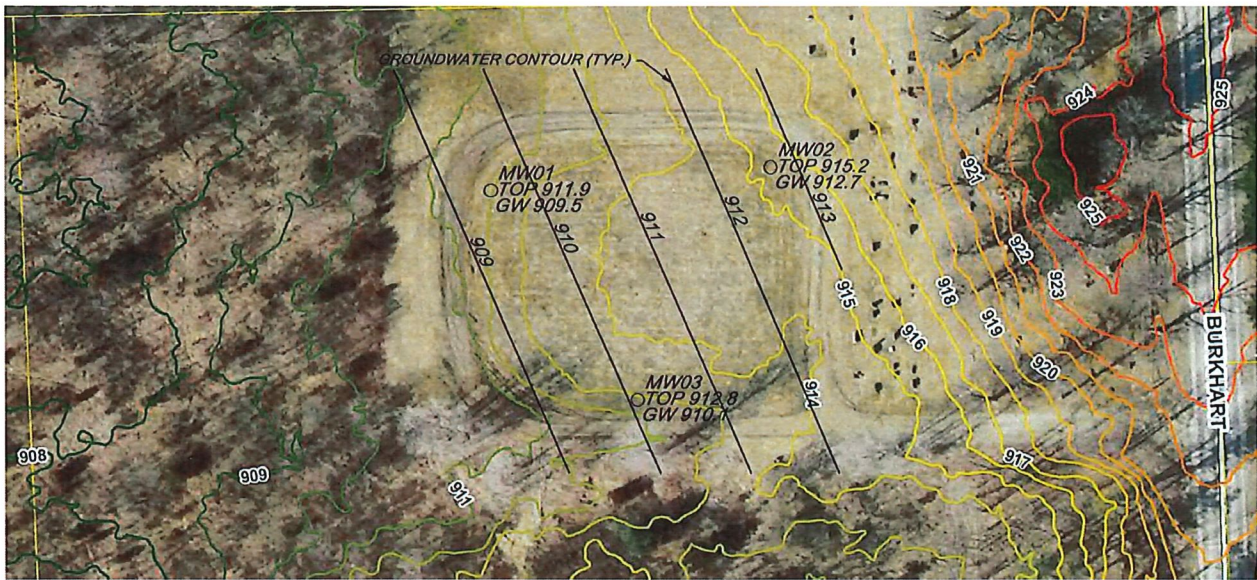 GROUNDWATER CONTOUR (TYP.)
924
925
MW02
TOP 915.2
GW 912.7
MW01
TOP 911.9
GW 909.5
921
913
912
925
911
910
909
922
923
915
918
919
916
BURKHART
920
MW03
TOP 912.8
GW 910.1
914
908
917
909
911